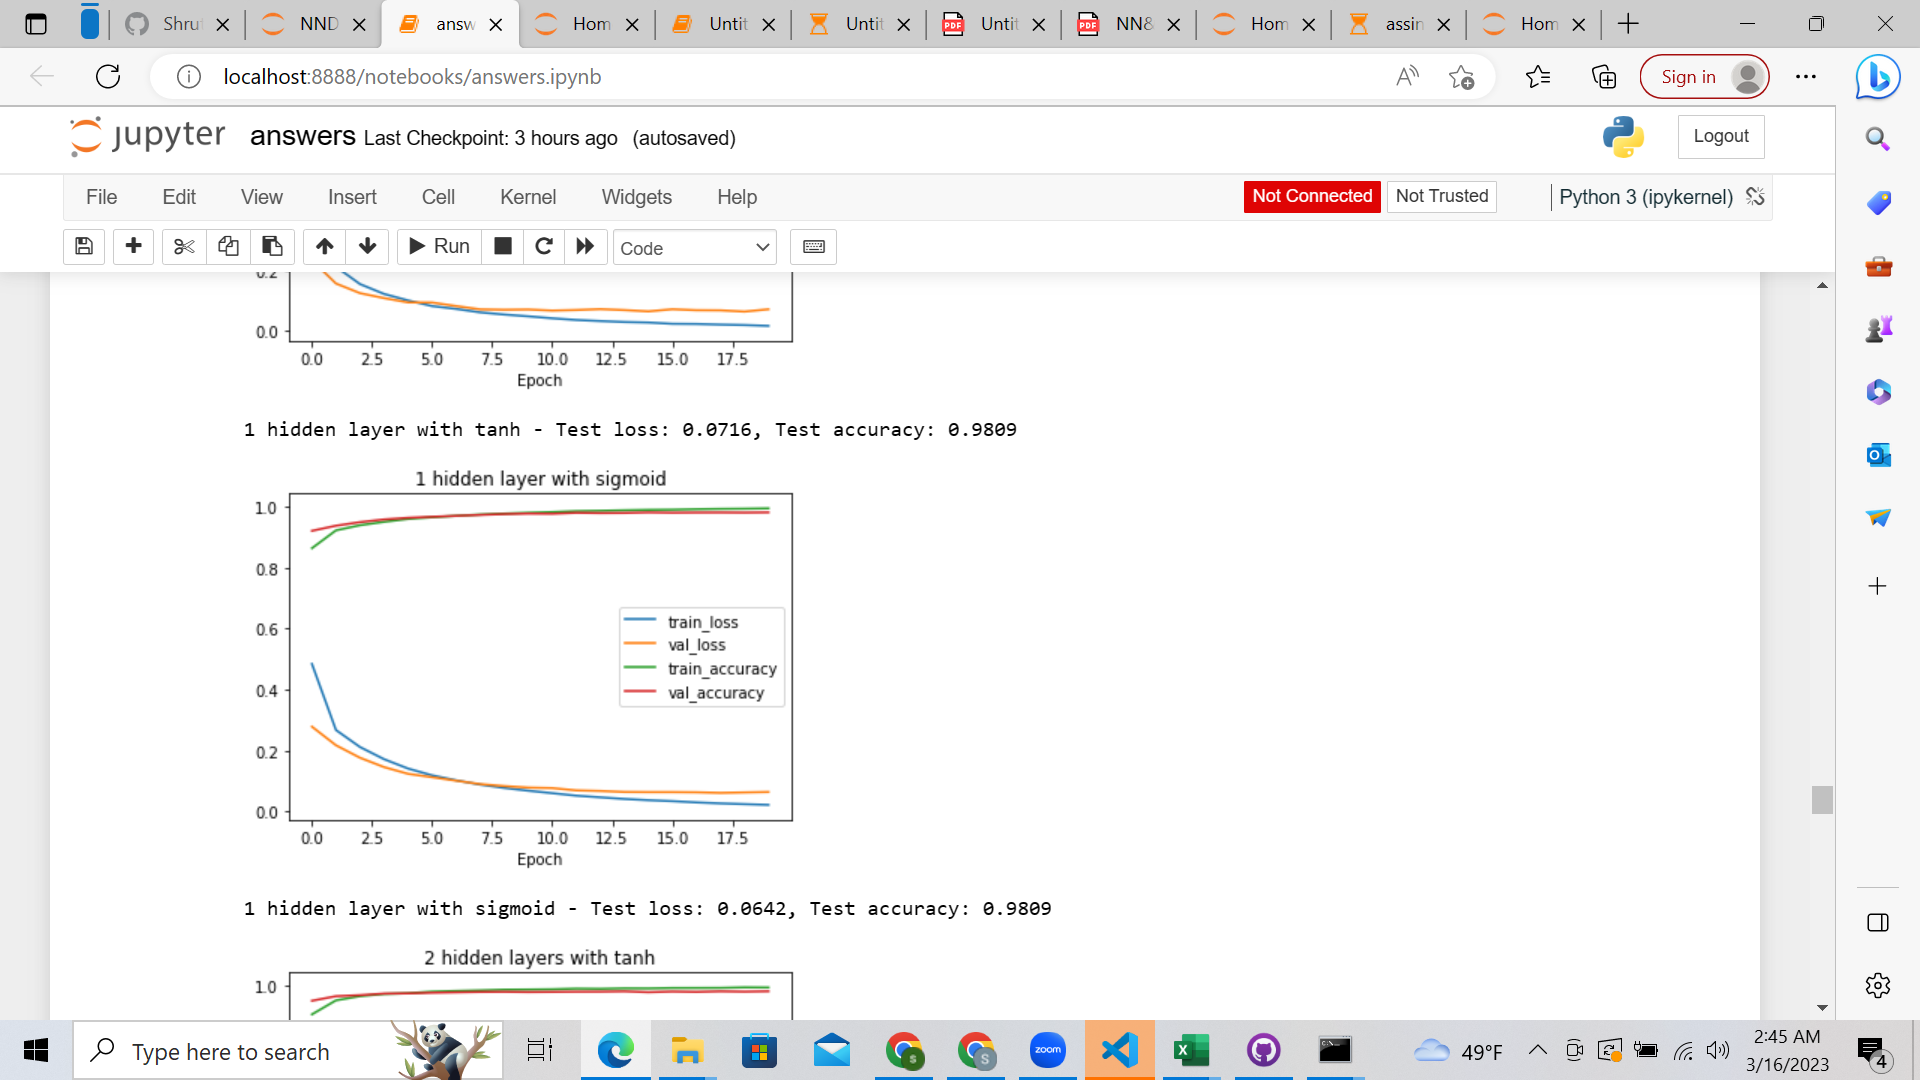 Shru
NND
answ
Hom
Untit
Untit
PDF
Untit
PDF
NN&
Hom
assin
Hom
localhost:8888/notebooks/answers.ipynb
Sign in
jupyter answers Last Checkpoint: 3 hours ago (autosaved)
Logout
File Edit View Insert Cell Kernel Widgets Help
Not Connected Not Trusted Python 3 (ipykernel)
Run
Code
0.2
0.0
0.0 2.5 5.0 7.5 10.0 12.5 15.0 17.5
Epoch
1 hidden layer with tanh - Test loss: 0.0716, Test accuracy: 0.9809
1 hidden layer with sigmoid
1.0
0.8
0.6
0.4
0.2
0.0
train_loss
val_loss
train_accuracy
val_accuracy
0.0 2.5 5.0 7.5 10.0 12.5 15.0 17.5
Epoch
1 hidden layer with sigmoid - Test loss: 0.0642, Test accuracy: 0.9809
2 hidden layers with tanh
1.0
Type here to search
zoom
49°F
2:45 AM
3/16/2023
4